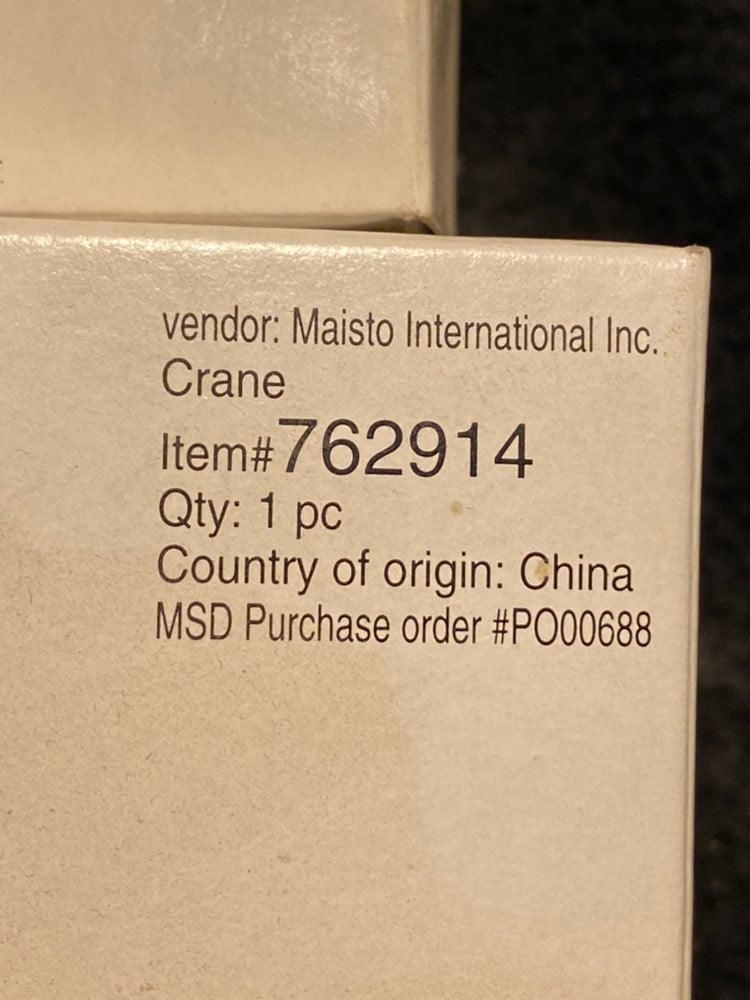 vendor: Maisto International Inc.
Crane
Item#762914
Qty: 1 pc
Country of origin: China
MSD Purchase order #PO00688